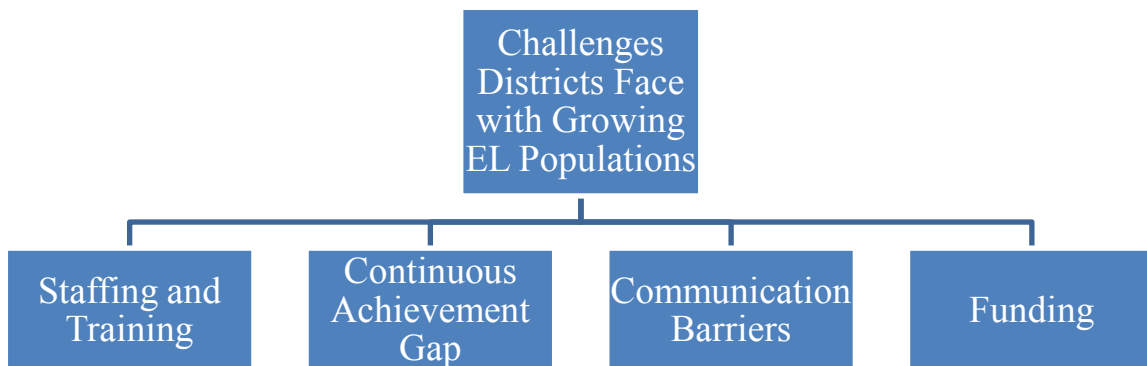 Challenges
Districts Face
with Growing
EL Populations
Staffing and
Training
Continuous
Achievement
Gap
Communication
Barriers
Funding